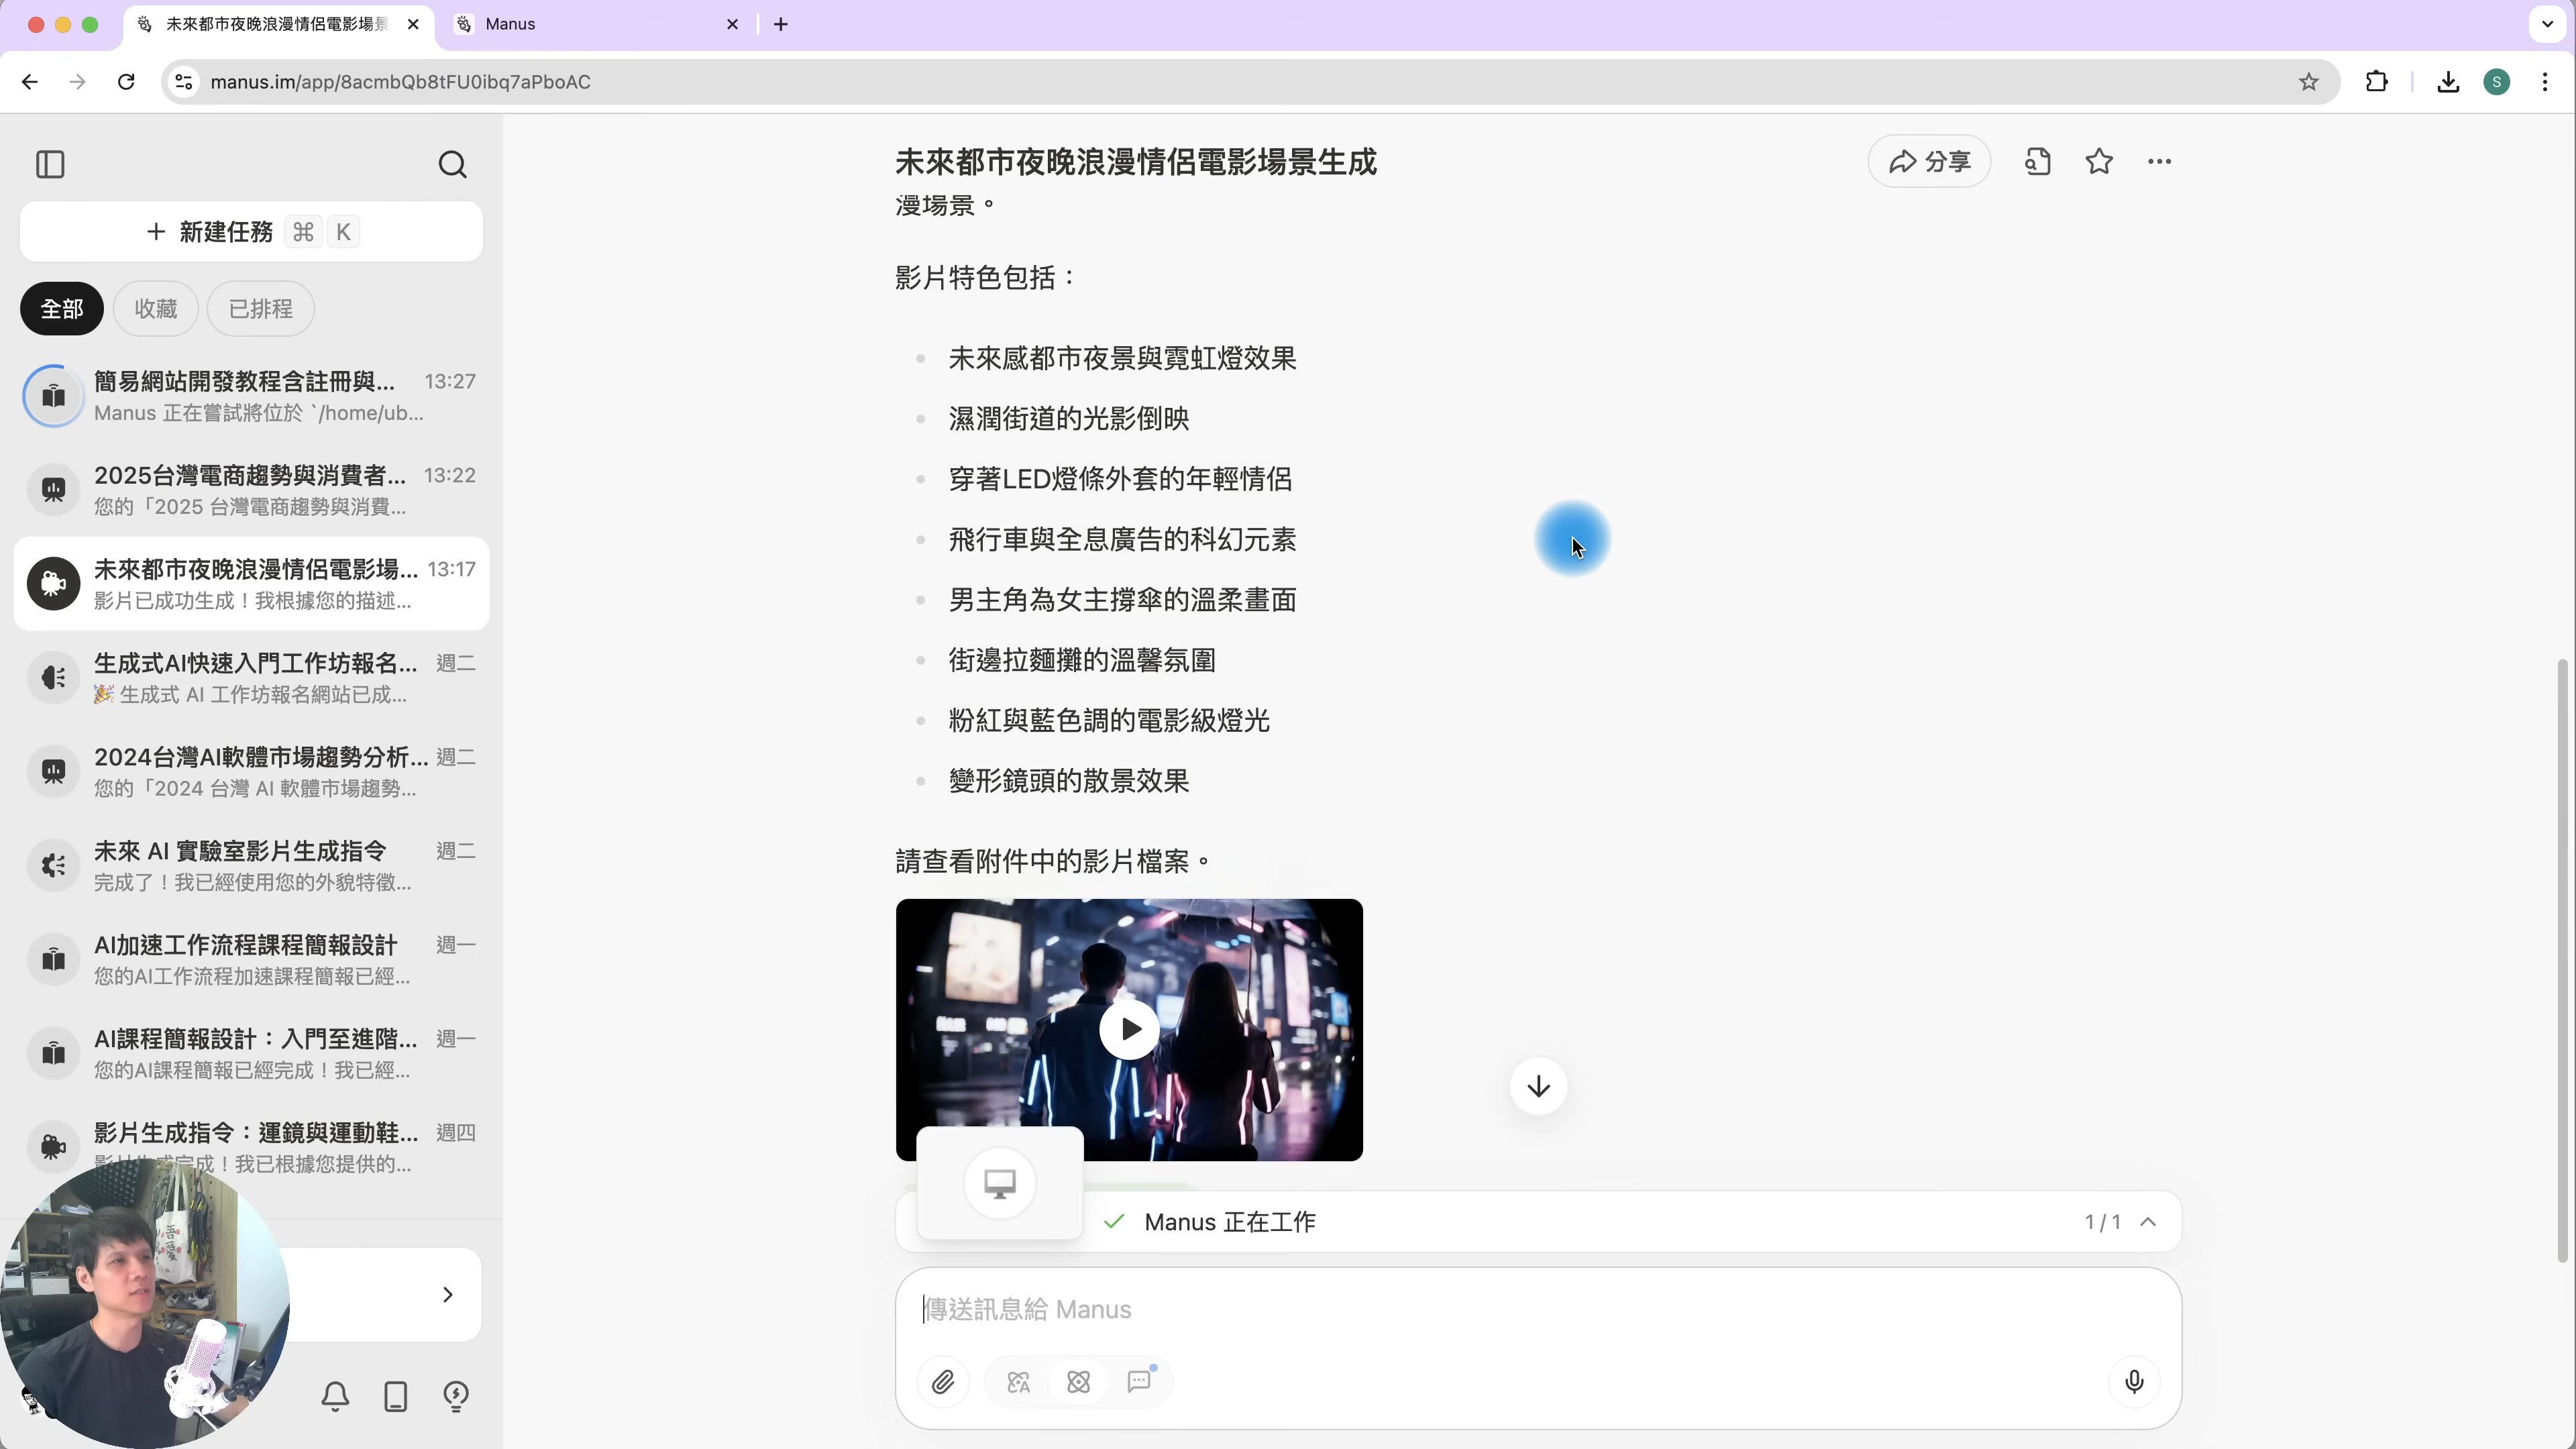 未來都市夜晚浪漫情侶電影場景
Manus
manus.im/app/8acmbQb8tFU0ibq7aPboAC
S
新建任務 ⌘ K
全部 收藏 已排程
簡易網站開發教程含註冊與... 13:27
Manus 正在嘗試將位於 `/home/ub...
2025台灣電商趨勢與消費者... 13:22
您的「2025 台灣電商趨勢與消費...
未來都市夜晚浪漫情侶電影場... 13:17
影片已成功生成！我根據您的描述...
生成式AI快速入門工作坊報名... 週二
🎉 生成式 AI 工作坊報名網站已成...
2024台灣AI軟體市場趨勢分析... 週二
您的「2024 台灣 AI 軟體市場趨勢...
未來 AI 實驗室影片生成指令 週二
完成了！我已經使用您的外貌特徵...
AI加速工作流程課程簡報設計 週一
您的AI工作流程加速課程簡報已經...
AI課程簡報設計：入門至進階... 週一
您的AI課程簡報已經完成！我已經...
影片生成指令：運鏡與運動鞋... 週四
影片生成完成！我已根據您提供的...
未來都市夜晚浪漫情侶電影場景生成
分享
漫場景。
影片特色包括：
未來感都市夜景與霓虹燈效果
濕潤街道的光影倒映
穿著LED燈條外套的年輕情侶
飛行車與全息廣告的科幻元素
男主角為女主撐傘的溫柔畫面
街邊拉麵攤的溫馨氛圍
粉紅與藍色調的電影級燈光
變形鏡頭的散景效果
請查看附件中的影片檔案。
Manus 正在工作
1 / 1
傳送訊息給 Manus